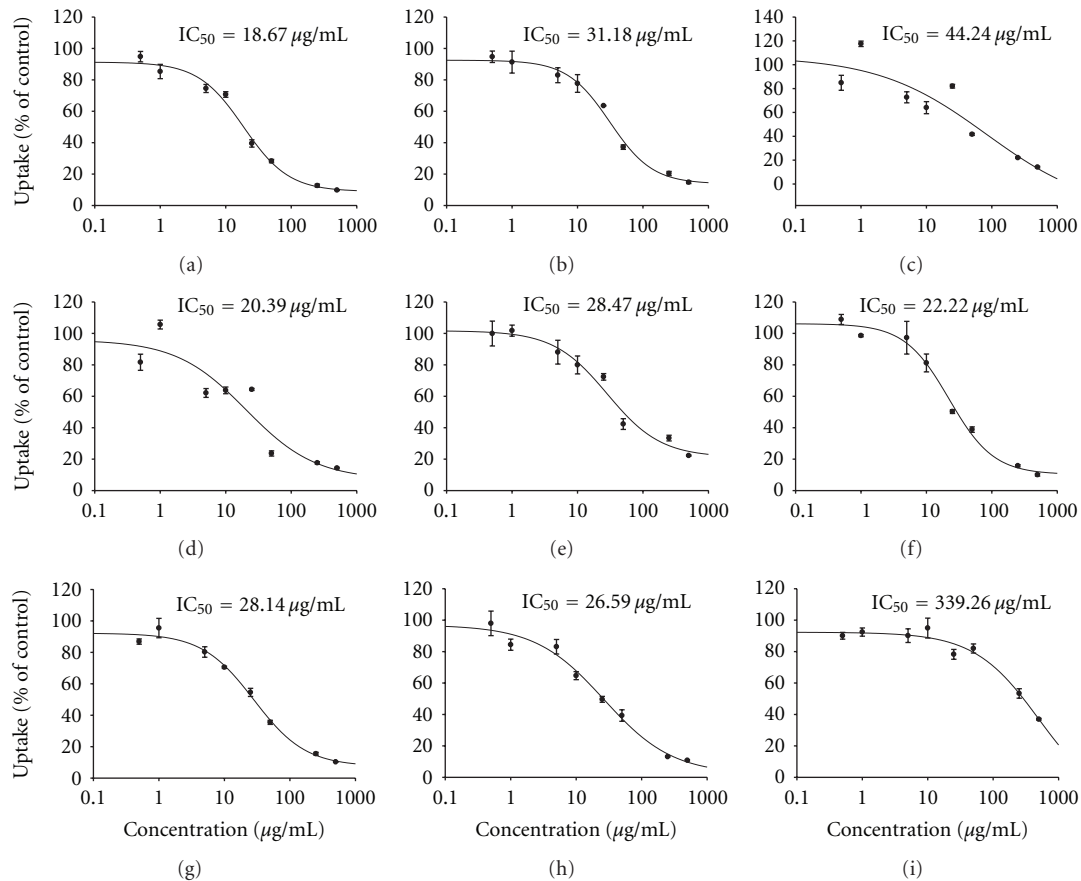 IC50 = 18.67 µg/mL
120
100
80
60
40
20
0
0.1 1 10 100 1000
Uptake (% of control)
(a)
IC50 = 31.18 µg/mL
120
100
80
60
40
20
0
0.1 1 10 100 1000
(b)
IC50 = 44.24 µg/mL
140
120
100
80
60
40
20
0
0.1 1 10 100 1000
(c)
IC50 = 20.39 µg/mL
120
100
80
60
40
20
0
0.1 1 10 100 1000
Uptake (% of control)
(d)
IC50 = 28.47 µg/mL
120
100
80
60
40
20
0
0.1 1 10 100 1000
(e)
IC50 = 22.22 µg/mL
120
100
80
60
40
20
0
0.1 1 10 100 1000
(f)
IC50 = 28.14 µg/mL
120
100
80
60
40
20
0
0.1 1 10 100 1000
Uptake (% of control)
Concentration (µg/mL)
(g)
IC50 = 26.59 µg/mL
120
100
80
60
40
20
0
0.1 1 10 100 1000
Concentration (µg/mL)
(h)
IC50 = 339.26 µg/mL
120
100
80
60
40
20
0
0.1 1 10 100 1000
Concentration (µg/mL)
(i)